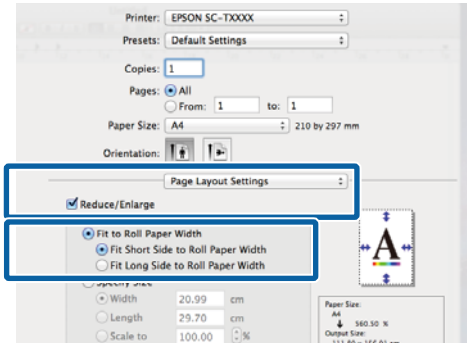 Printer: EPSON SC-TXXXX
Presets: Default Settings
Copies: 1
Pages: All
From: 1 to: 1
Paper Size: A4 210 by 297 mm
Orientation:
Page Layout Settings
Reduce/Enlarge
Fit to Roll Paper Width
Fit Short Side to Roll Paper Width
Fit Long Side to Roll Paper Width
Specify Size
Width 20.99 cm
Length 29.70 cm
Scale to 100.00 %
A
Paper Size:
A4
560.50 %
Output Size: